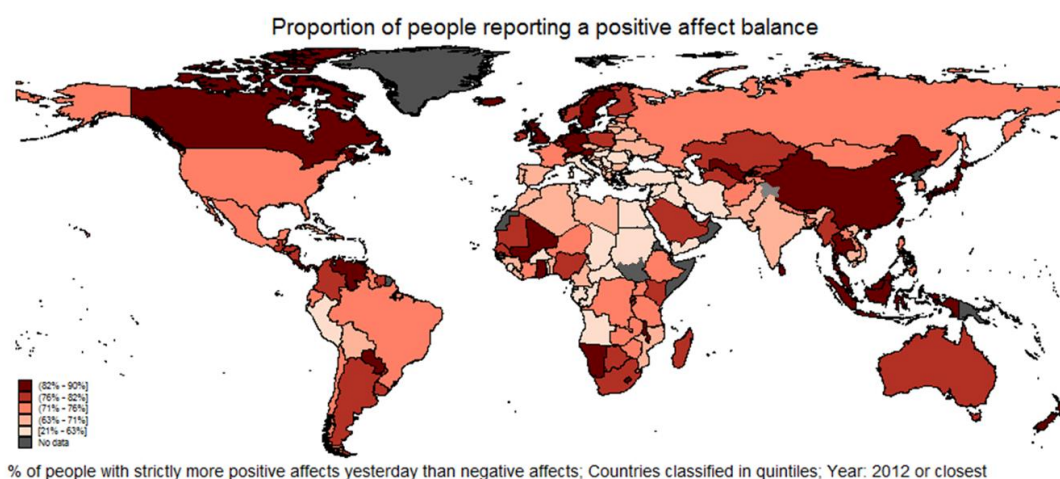 Proportion of people reporting a positive affect balance
(82% - 90%]
(76% - 82%]
(71% - 76%]
(63% - 71%]
[21% - 63%]
No data
% of people with strictly more positive affects yesterday than negative affects; Countries classified in quintiles; Year: 2012 or closest